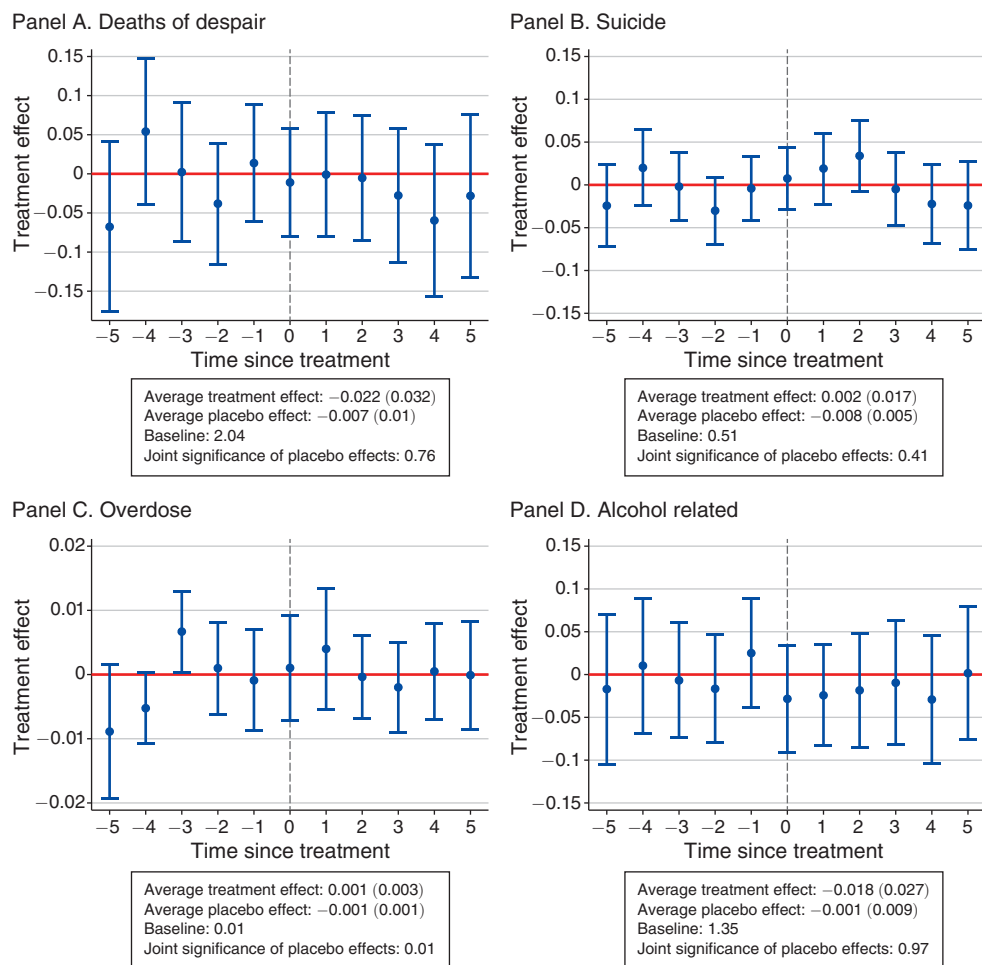 Panel A. Deaths of despair
Treatment effect
0.15
0.1
0.05
0
−0.05
−0.1
−0.15
−5 −4 −3 −2 −1 0 1 2 3 4 5
Time since treatment
Average treatment effect: −0.022 (0.032)
Average placebo effect: −0.007 (0.01)
Baseline: 2.04
Joint significance of placebo effects: 0.76
Panel B. Suicide
Treatment effect
0.15
0.1
0.05
0
−0.05
−0.1
−0.15
−5 −4 −3 −2 −1 0 1 2 3 4 5
Time since treatment
Average treatment effect: 0.002 (0.017)
Average placebo effect: −0.008 (0.005)
Baseline: 0.51
Joint significance of placebo effects: 0.41
Panel C. Overdose
Treatment effect
0.02
0.01
0
−0.01
−0.02
−5 −4 −3 −2 −1 0 1 2 3 4 5
Time since treatment
Average treatment effect: 0.001 (0.003)
Average placebo effect: −0.001 (0.001)
Baseline: 0.01
Joint significance of placebo effects: 0.01
Panel D. Alcohol related
Treatment effect
0.15
0.1
0.05
0
−0.05
−0.1
−0.15
−5 −4 −3 −2 −1 0 1 2 3 4 5
Time since treatment
Average treatment effect: −0.018 (0.027)
Average placebo effect: −0.001 (0.009)
Baseline: 1.35
Joint significance of placebo effects: 0.97